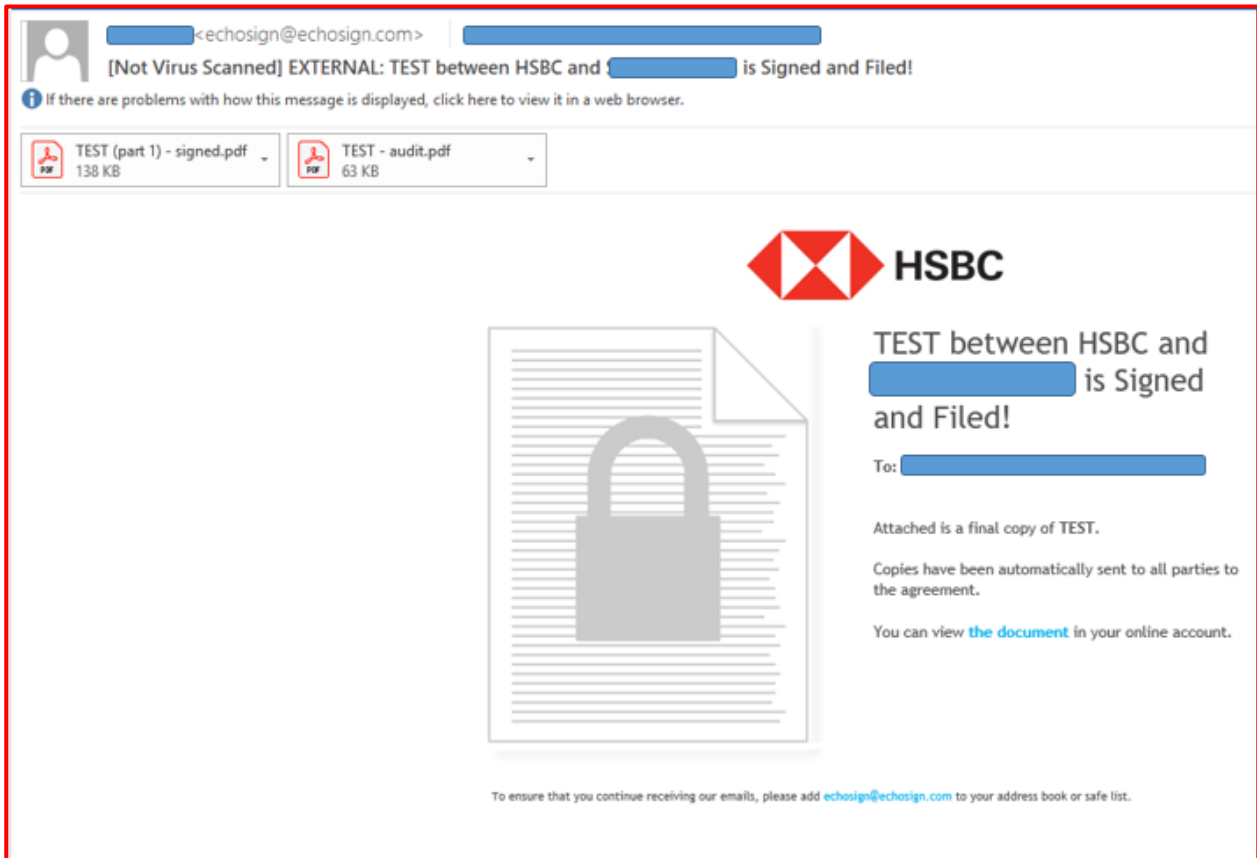 <echosign@echosign.com>
[Not Virus Scanned] EXTERNAL: TEST between HSBC and is Signed and Filed!
If there are problems with how this message is displayed, click here to view it in a web browser.
TEST (part 1) - signed.pdf
138 KB
TEST - audit.pdf
63 KB
PDF
PDF
HSBC
TEST between HSBC and
is Signed
and Filed!
To:
Attached is a final copy of TEST.
Copies have been automatically sent to all parties to
the agreement.
You can view the document in your online account.
To ensure that you continue receiving our emails, please add echosign@echosign.com to your address book or safe list.